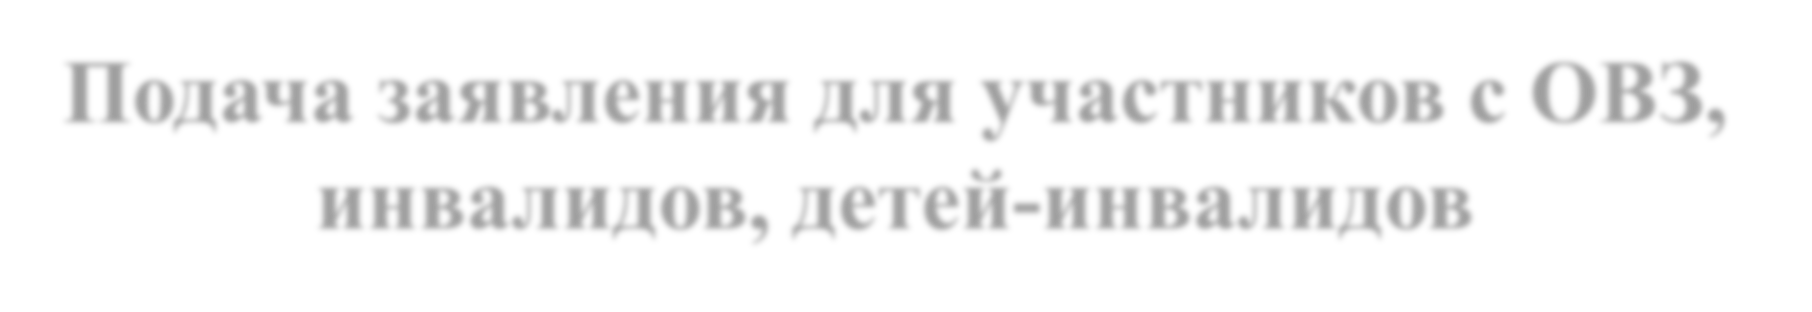 Подача заявления для участников с ОВЗ,
инвалидов, детей-инвалидов